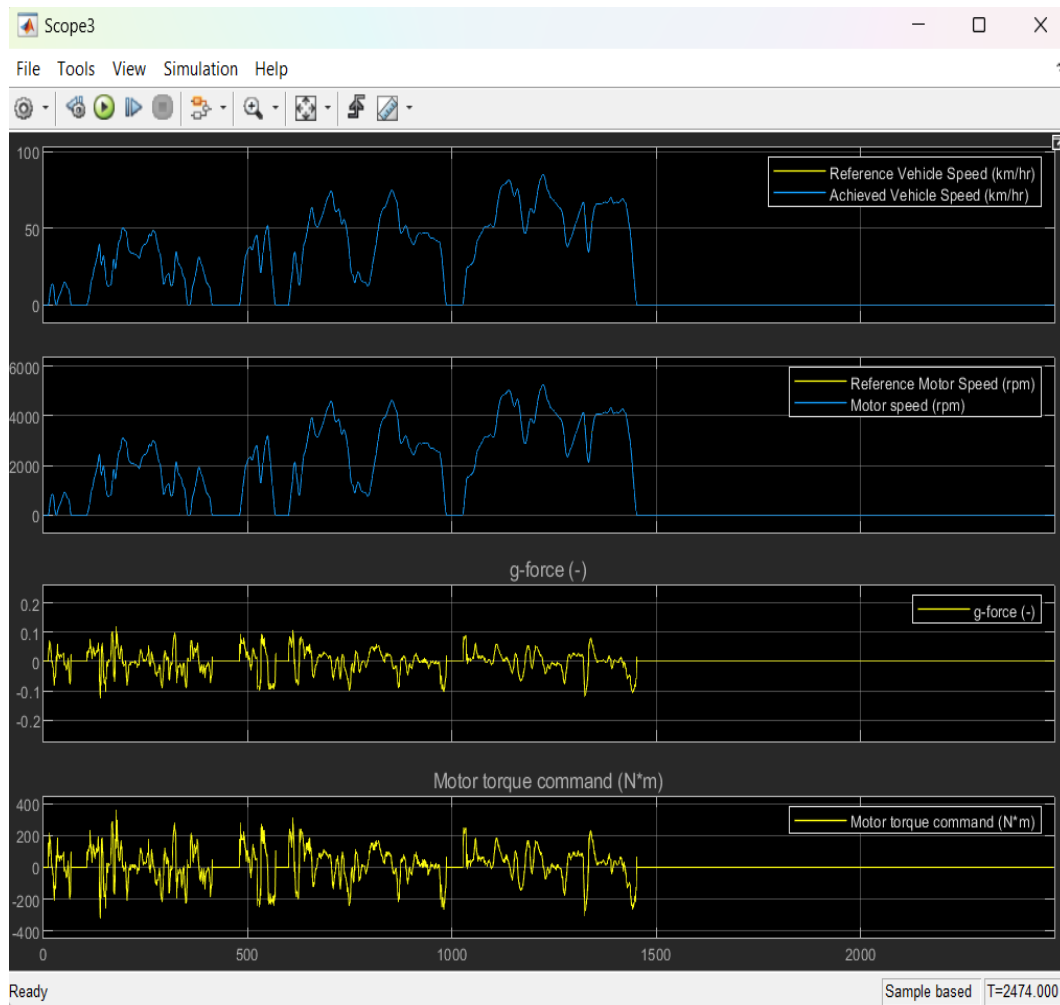 Scope3
File Tools View Simulation Help
100
50
0
Reference Vehicle Speed (km/hr)
Achieved Vehicle Speed (km/hr)
6000
4000
2000
0
Reference Motor Speed (rpm)
Motor speed (rpm)
g-force (-)
0.2
0.1
0
-0.1
-0.2
g-force (-)
Motor torque command (N*m)
400
200
0
-200
-400
Motor torque command (N*m)
0 500 1000 1500 2000
Ready Sample based T=2474.000